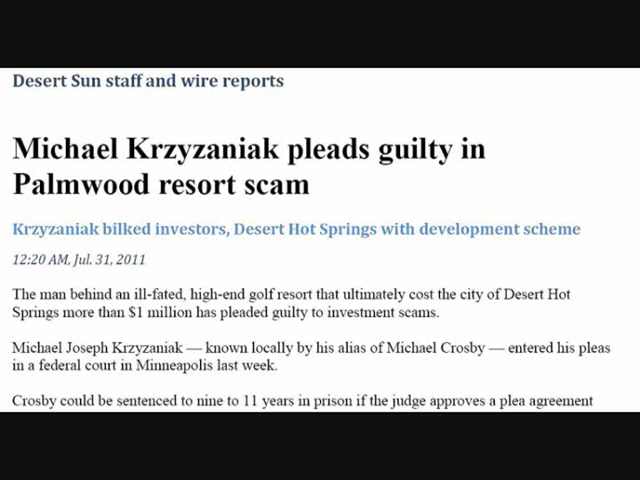 Desert Sun staff and wire reports
Michael Krzyzaniak pleads guilty in
Palmwood resort scam
Krzyzaniak bilked investors, Desert Hot Springs with development scheme
12:20 AM, Jul. 31, 2011
The man behind an ill-fated, high-end golf resort that ultimately cost the city of Desert Hot
Springs more than $1 million has pleaded guilty to investment scams.
Michael Joseph Krzyzaniak — known locally by his alias of Michael Crosby — entered his pleas
in a federal court in Minneapolis last week.
Crosby could be sentenced to nine to 11 years in prison if the judge approves a plea agreement